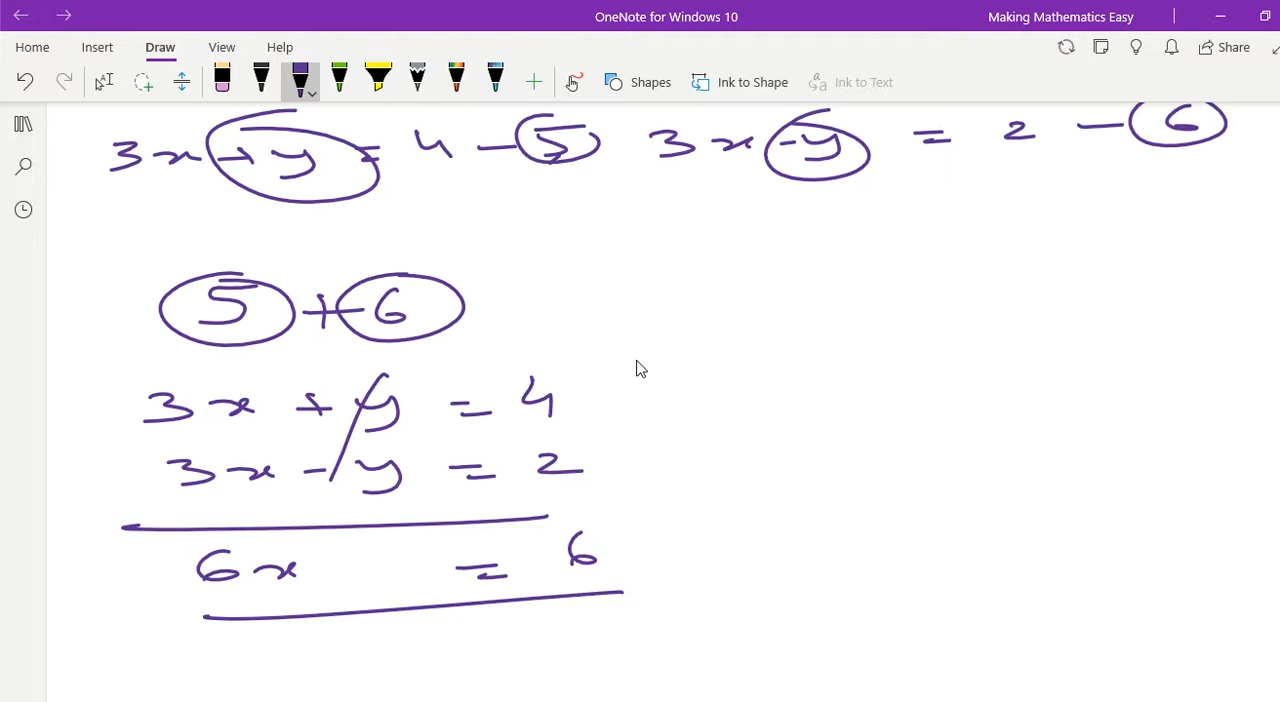 OneNote for Windows 10 Making Mathematics Easy
Home Insert Draw View Help Share
Shapes Ink to Shape Ink to Text
3x + y = 4 - 5 3x - y = 2 - 6
5 + 6
3x + y = 4
3x - y = 2
6x = 6